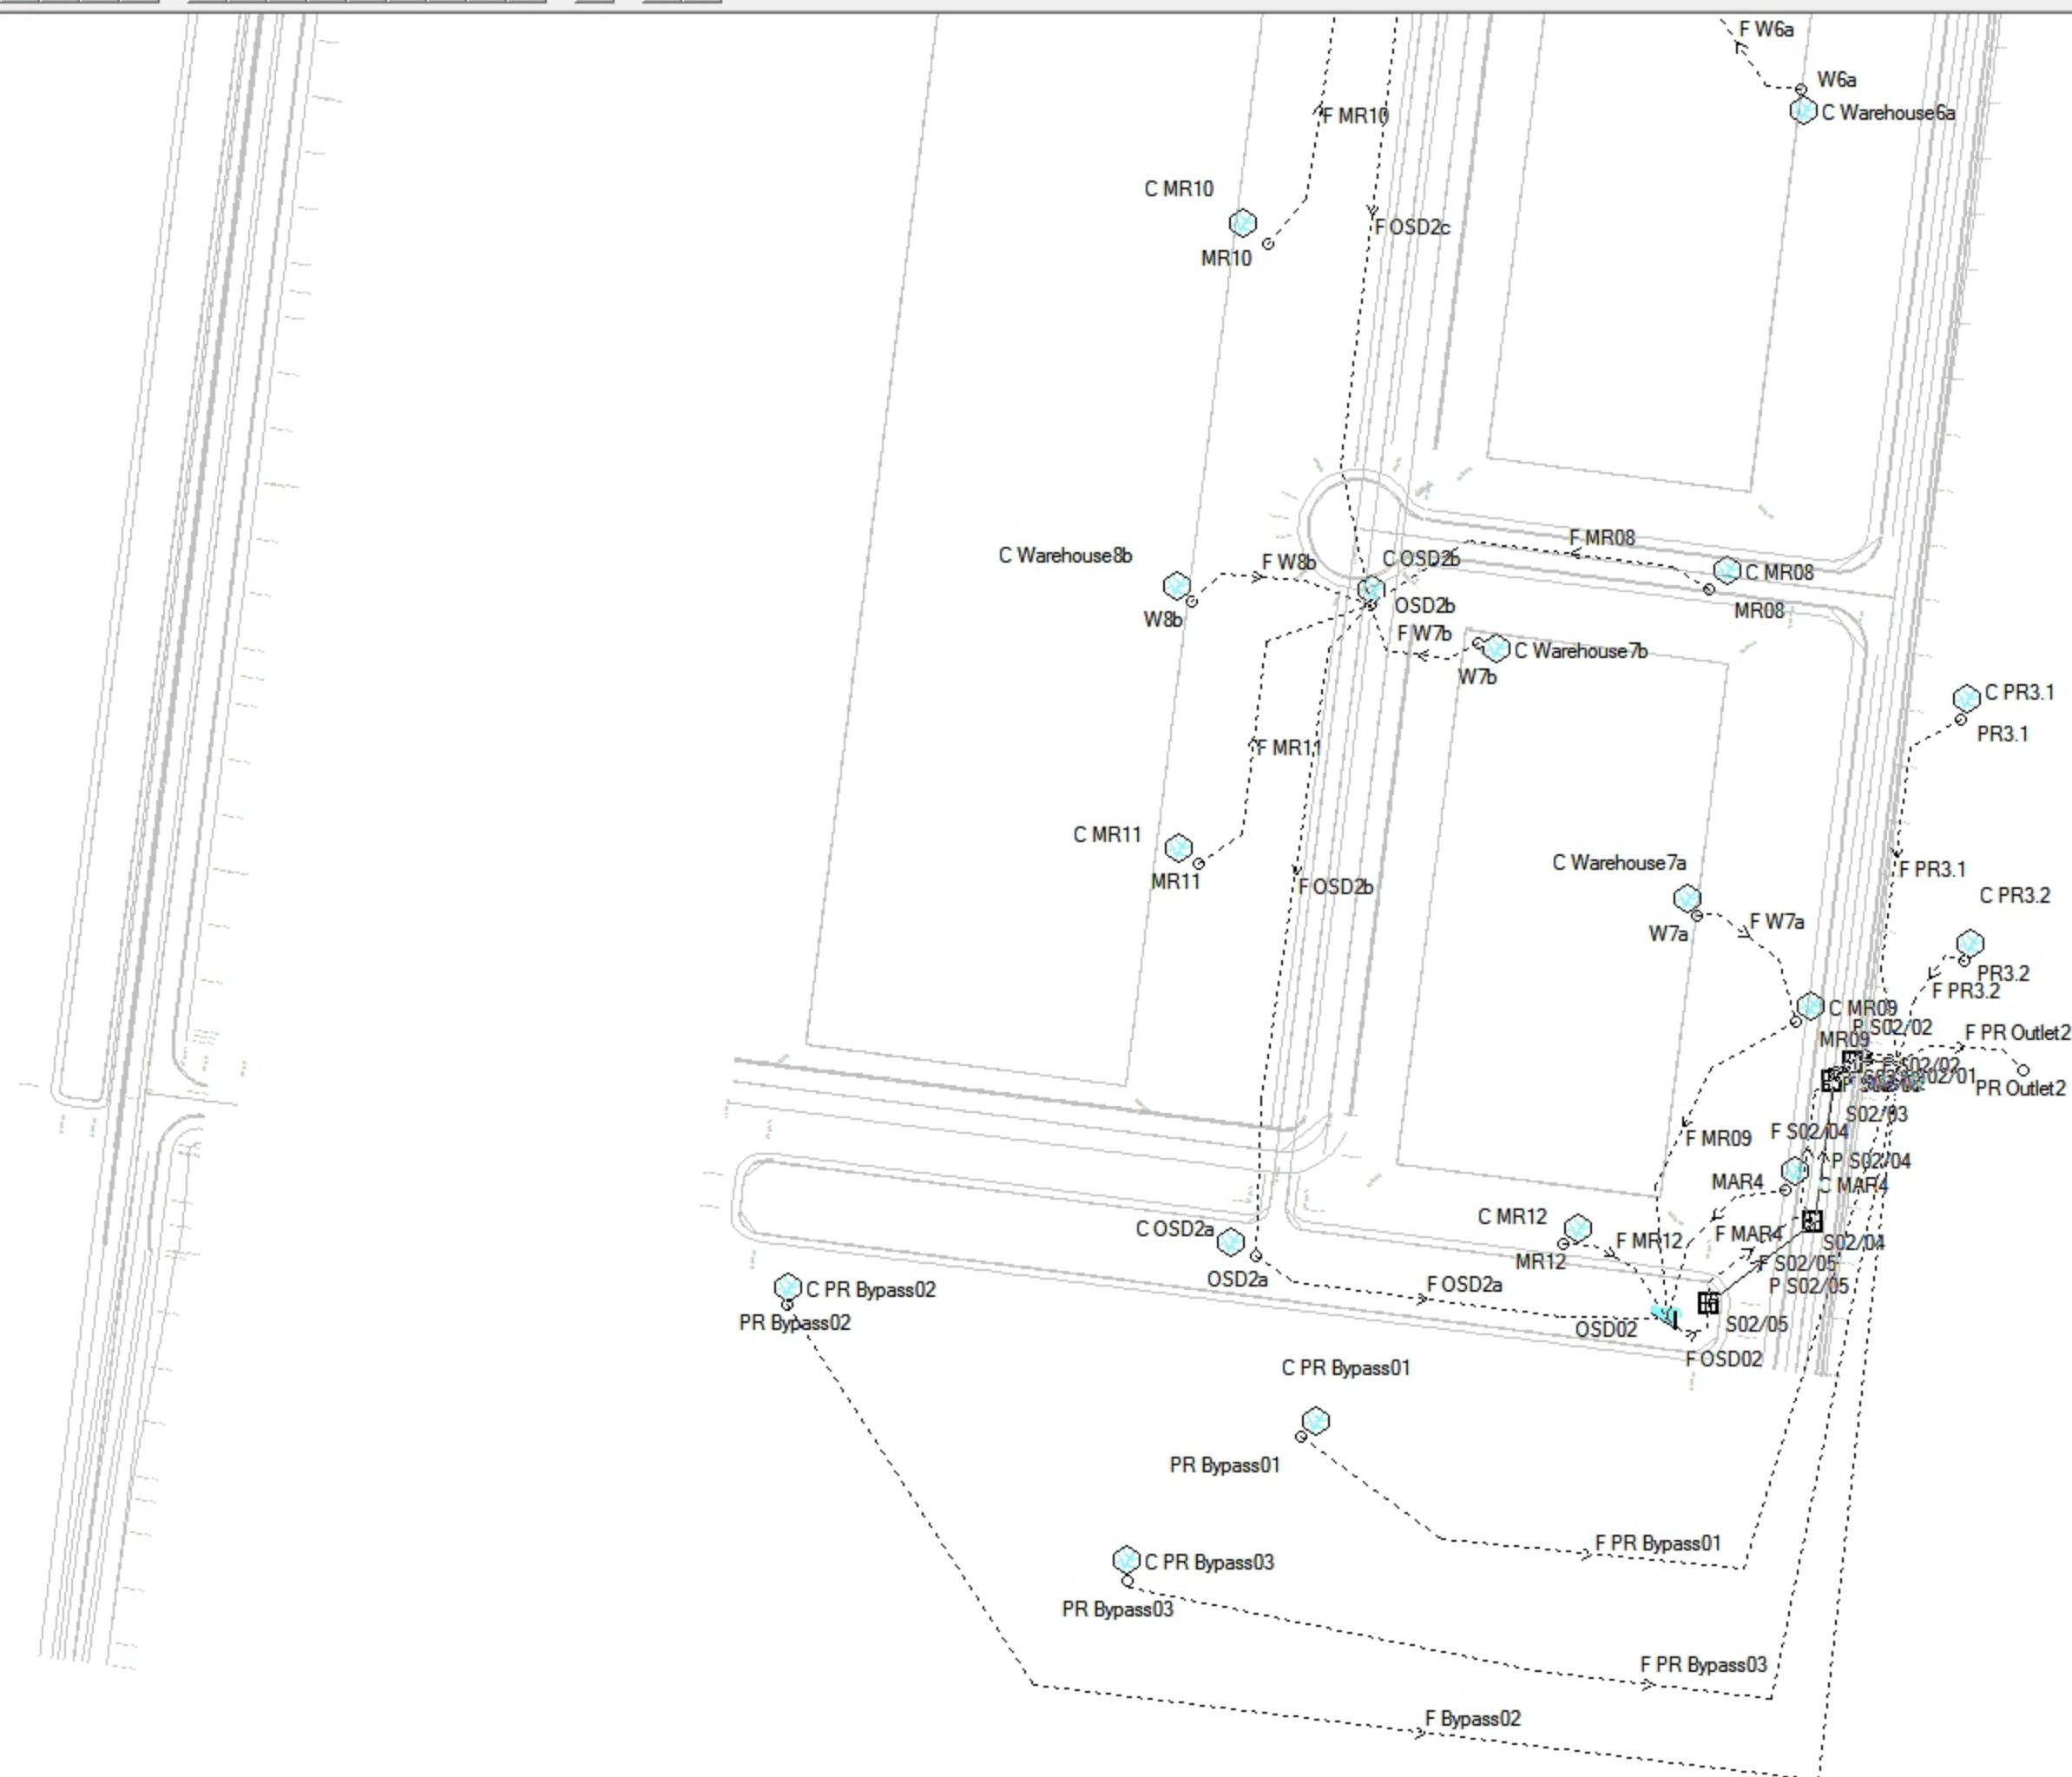 F W6a
W6a
C Warehouse6a
F MR10
C MR10
F OSD2c
MR10
F MR08
C Warehouse8b
C OSD2b
F W8b
C MR08
OSD2b
MR08
W8b
F W7b
C Warehouse7b
W7b
C PR3.1
PR3.1
F MR11
C MR11
C Warehouse7a
F PR3.1
MR11
F OSD2b
C PR3.2
F W7a
W7a
PR3.2
F PR3.2
C MR09
P S02/02
F PR Outlet2
MR09
F S02/02
PR Outlet2
S02/03
F S02/04
F MR09
P S02/04
MAR4
C MAR4
C MR12
C OSD2a
F MAR4
F MR12
S02/04
MR12
F S02/05
OSD2a
F OSD2a
P S02/05
C PR Bypass02
PR Bypass02
OSD02
S02/05
F OSD02
C PR Bypass01
PR Bypass01
F PR Bypass01
C PR Bypass03
PR Bypass03
F PR Bypass03
F Bypass02